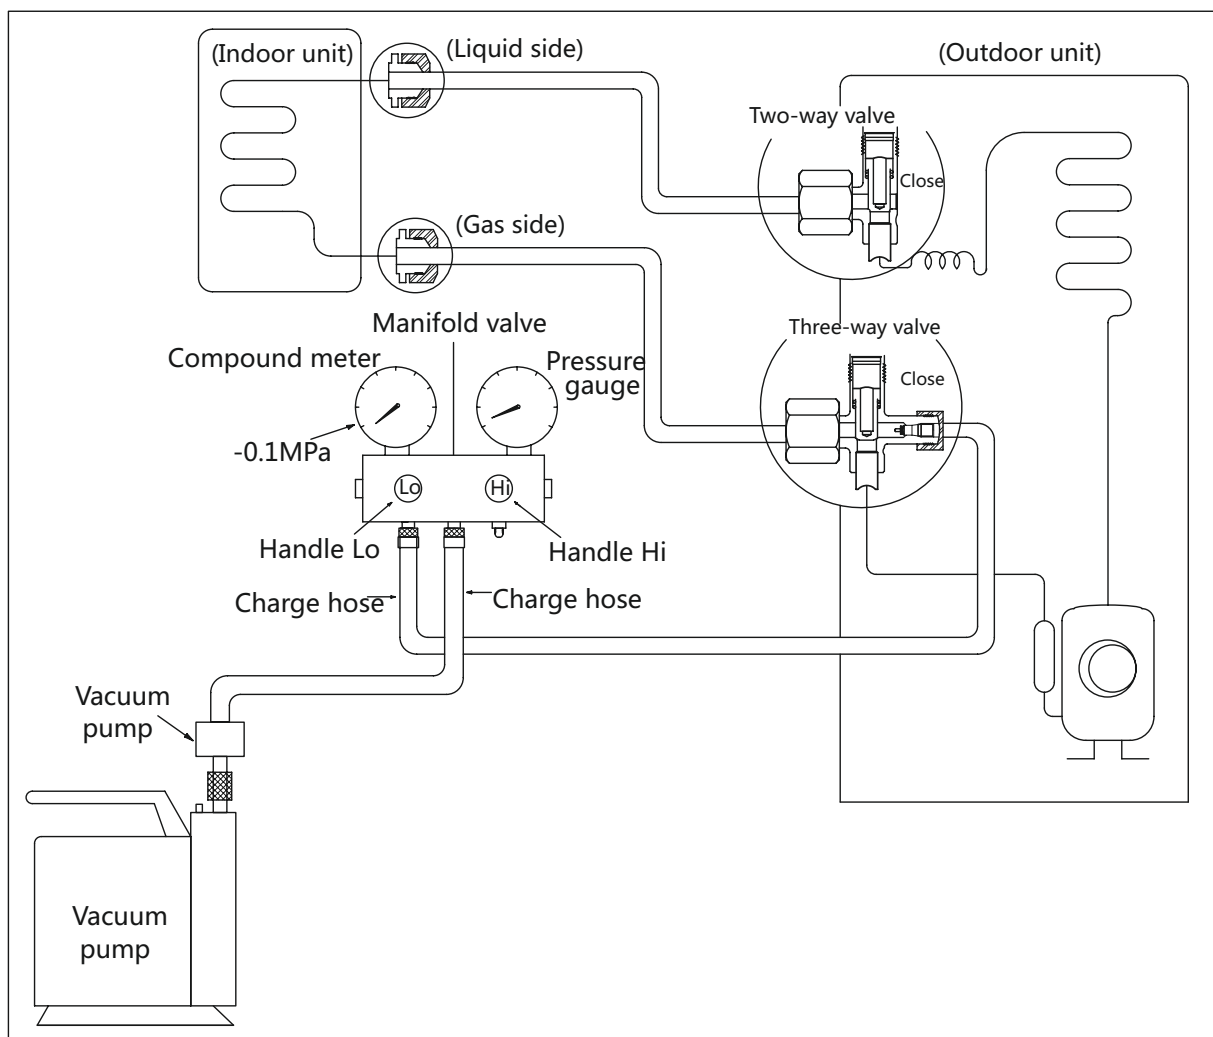 (Indoor unit)
(Liquid side)
(Outdoor unit)
Two-way valve
Close
(Gas side)
Manifold valve
Three-way valve
Compound meter
Pressure
gauge
Close
-0.1MPa
Lo
Hi
Handle Lo
Handle Hi
Charge hose
Charge hose
Vacuum
pump
Vacuum
pump